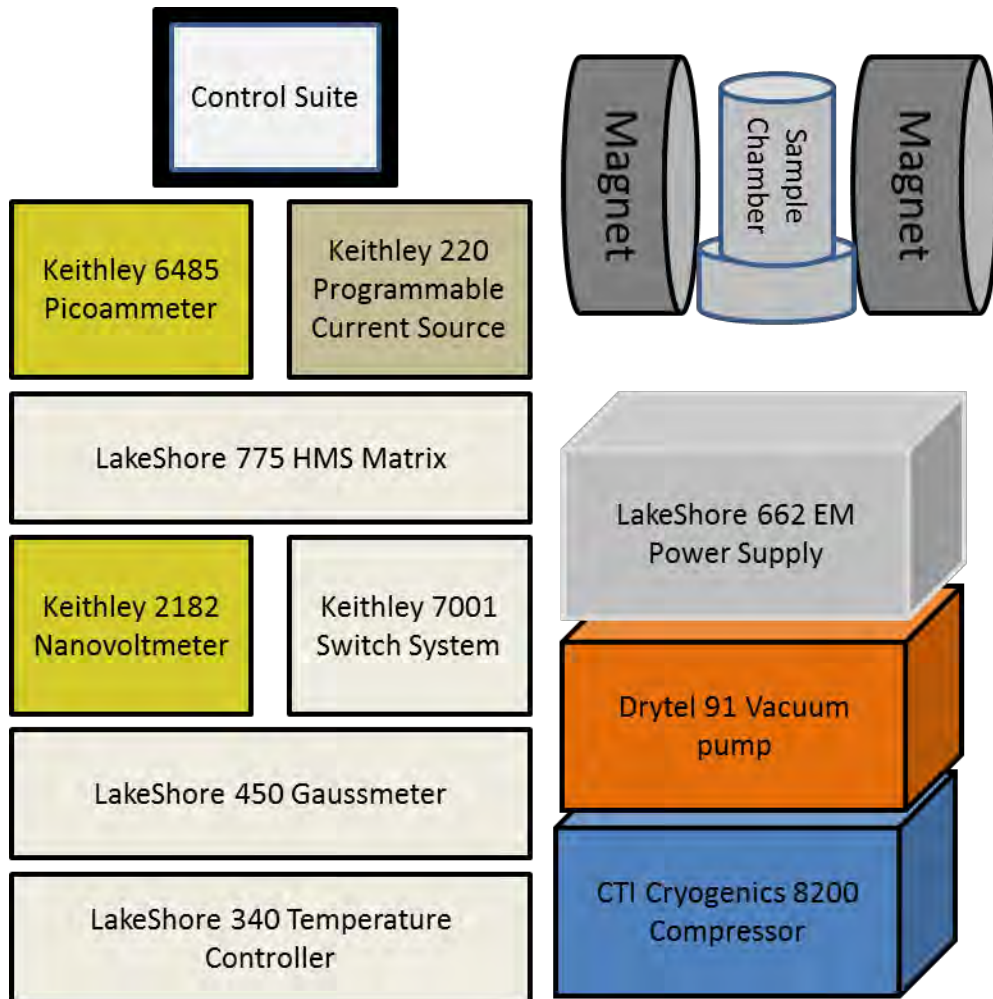 Control Suite
Keithley 6485
Picoammeter
Keithley 220
Programmable
Current Source
LakeShore 775 HMS Matrix
Keithley 2182
Nanovoltmeter
Keithley 7001
Switch System
LakeShore 450 Gaussmeter
LakeShore 340 Temperature
Controller
Magnet
Sample
Chamber
Magnet
LakeShore 662 EM
Power Supply
Drytel 91 Vacuum
pump
CTI Cryogenics 8200
Compressor